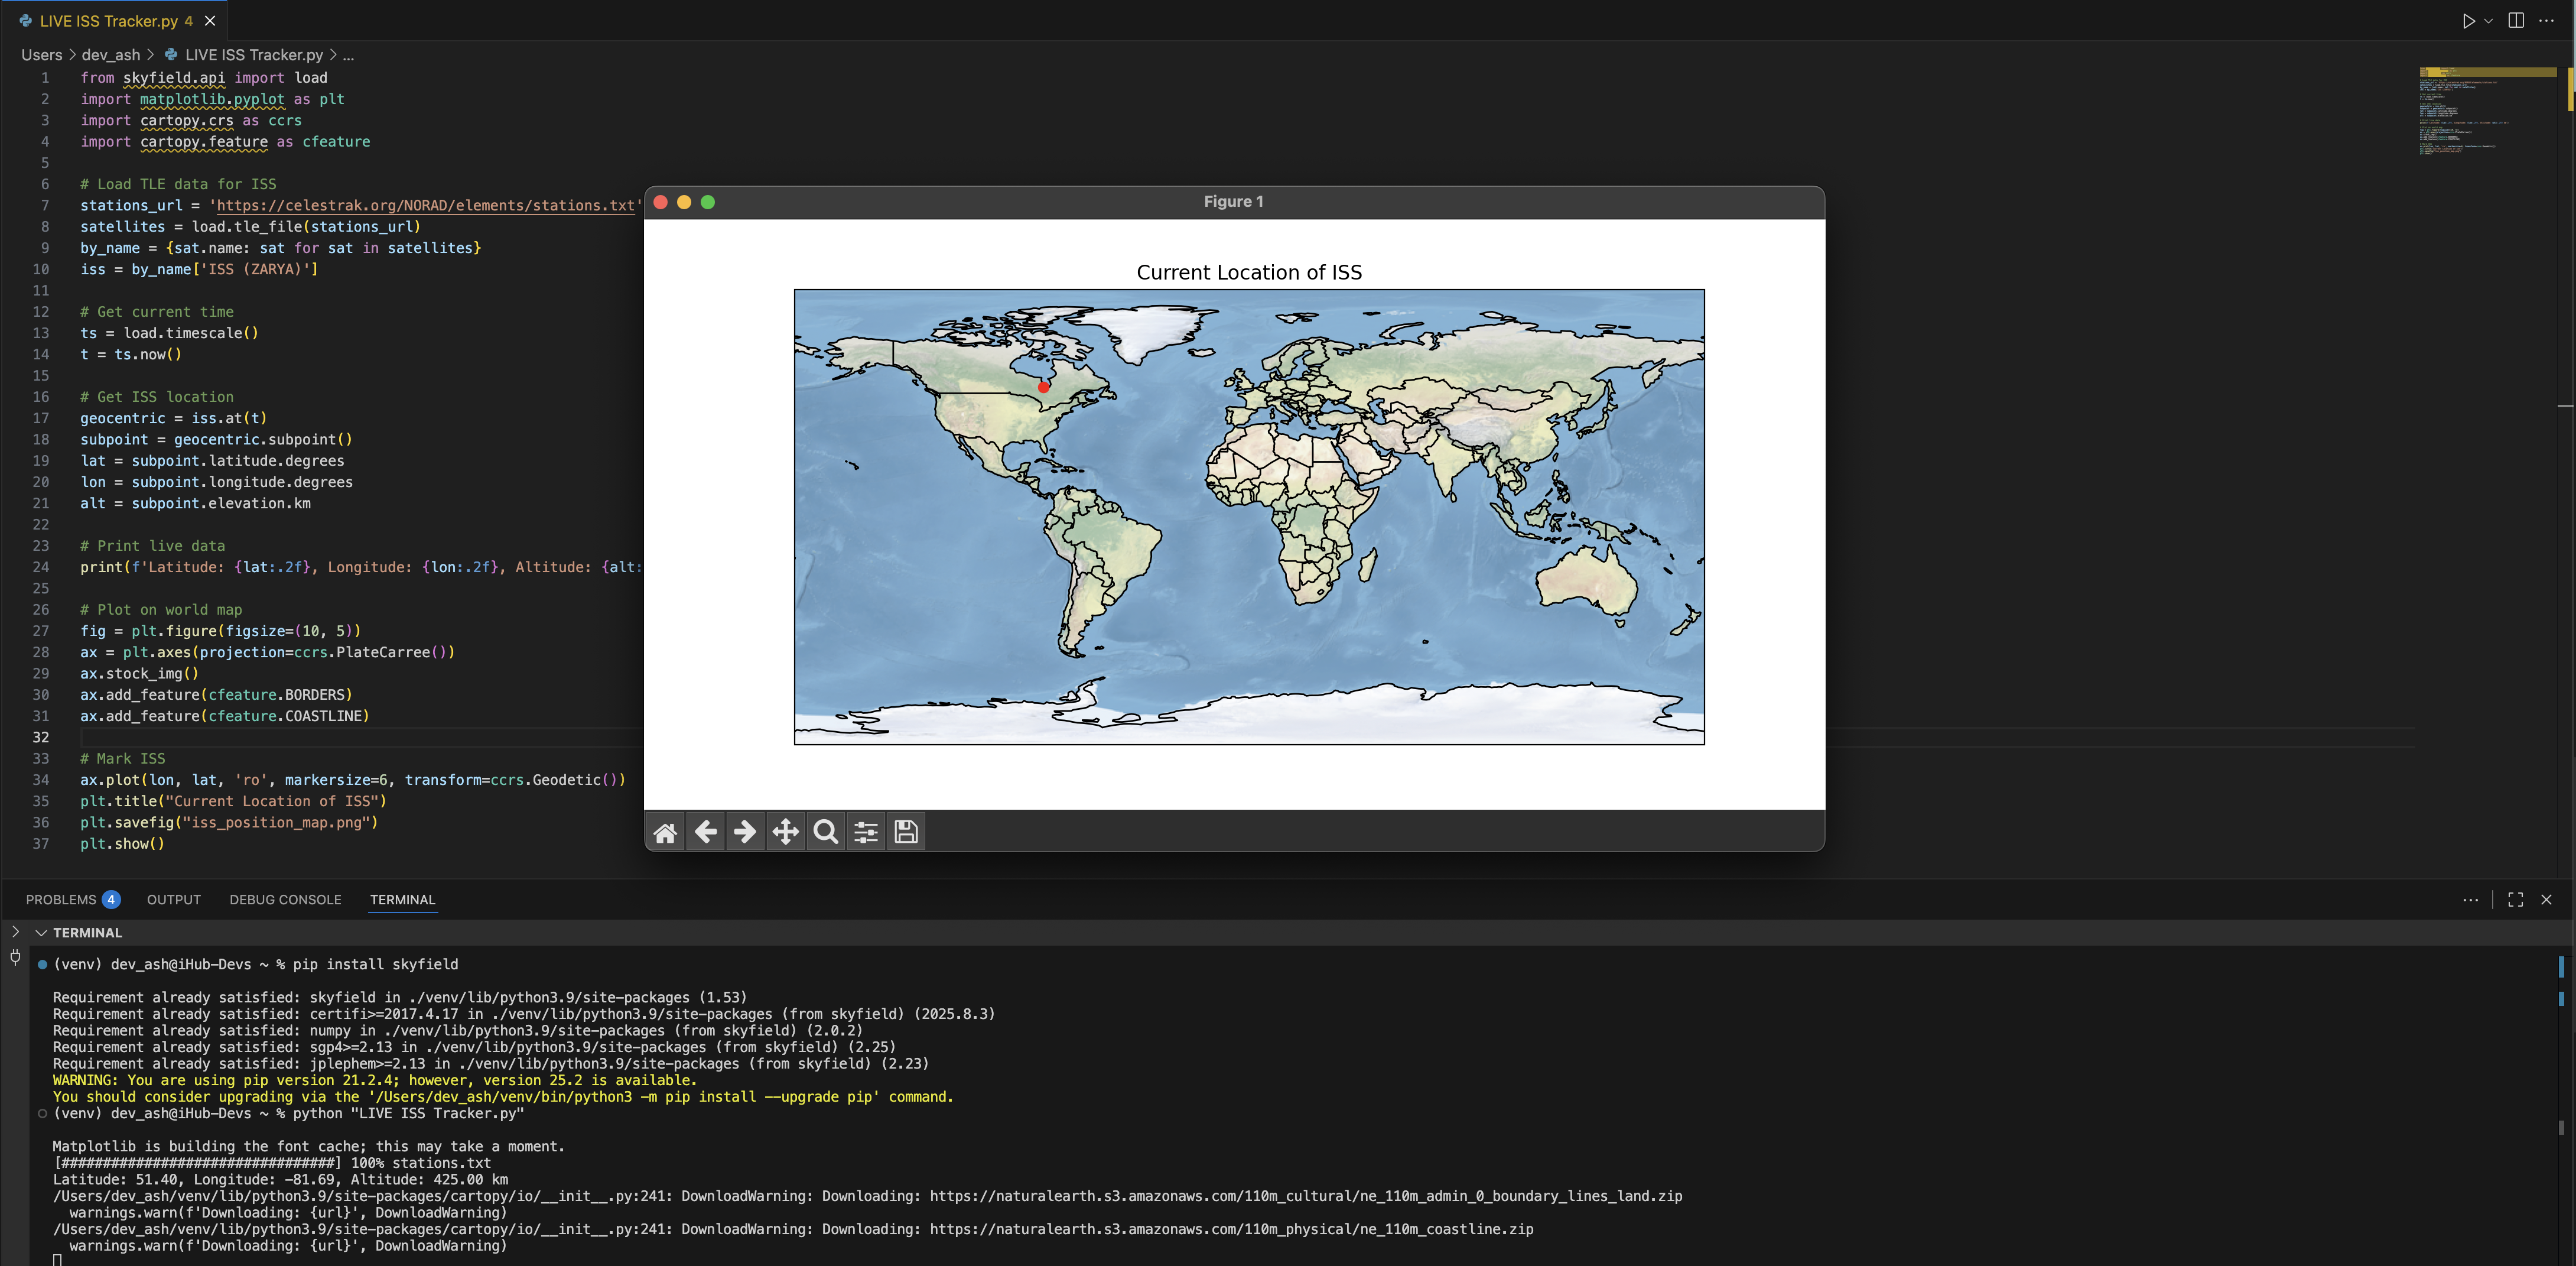 LIVE ISS Tracker.py 4
Users > dev_ash > LIVE ISS Tracker.py > ...
1 from skyfield.api import load
2 import matplotlib.pyplot as plt
3 import cartopy.crs as ccrs
4 import cartopy.feature as cfeature
5
6 # Load TLE data for ISS
7 stations_url = 'https://celestrak.org/NORAD/elements/stations.txt'
8 satellites = load.tle_file(stations_url)
9 by_name = {sat.name: sat for sat in satellites}
10 iss = by_name['ISS (ZARYA)']
11
12 # Get current time
13 ts = load.timescale()
14 t = ts.now()
15
16 # Get ISS location
17 geocentric = iss.at(t)
18 subpoint = geocentric.subpoint()
19 lat = subpoint.latitude.degrees
20 lon = subpoint.longitude.degrees
21 alt = subpoint.elevation.km
22
23 # Print live data
24 print(f'Latitude: {lat:.2f}, Longitude: {lon:.2f}, Altitude: {alt:
25
26 # Plot on world map
27 fig = plt.figure(figsize=(10, 5))
28 ax = plt.axes(projection=ccrs.PlateCarree())
29 ax.stock_img()
30 ax.add_feature(cfeature.BORDERS)
31 ax.add_feature(cfeature.COASTLINE)
32
33 # Mark ISS
34 ax.plot(lon, lat, 'ro', markersize=6, transform=ccrs.Geodetic())
35 plt.title("Current Location of ISS")
36 plt.savefig("iss_position_map.png")
37 plt.show()
Figure 1
Current Location of ISS
PROBLEMS 4 OUTPUT DEBUG CONSOLE TERMINAL
TERMINAL
(venv) dev_ash@iHub-Devs ~ % pip install skyfield
Requirement already satisfied: skyfield in ./venv/lib/python3.9/site-packages (1.53)
Requirement already satisfied: certifi>=2017.4.17 in ./venv/lib/python3.9/site-packages (from skyfield) (2025.8.3)
Requirement already satisfied: numpy in ./venv/lib/python3.9/site-packages (from skyfield) (2.0.2)
Requirement already satisfied: sgp4>=2.13 in ./venv/lib/python3.9/site-packages (from skyfield) (2.25)
Requirement already satisfied: jplephem>=2.13 in ./venv/lib/python3.9/site-packages (from skyfield) (2.23)
WARNING: You are using pip version 21.2.4; however, version 25.2 is available.
You should consider upgrading via the '/Users/dev_ash/venv/bin/python3 -m pip install --upgrade pip' command.
(venv) dev_ash@iHub-Devs ~ % python "LIVE ISS Tracker.py"
Matplotlib is building the font cache; this may take a moment.
[#################################] 100% stations.txt
Latitude: 51.40, Longitude: -81.69, Altitude: 425.00 km
/Users/dev_ash/venv/lib/python3.9/site-packages/cartopy/io/__init__.py:241: DownloadWarning: Downloading: https://naturalearth.s3.amazonaws.com/110m_cultural/ne_110m_admin_0_boundary_lines_land.zip
warnings.warn(f'Downloading: {url}', DownloadWarning)
/Users/dev_ash/venv/lib/python3.9/site-packages/cartopy/io/__init__.py:241: DownloadWarning: Downloading: https://naturalearth.s3.amazonaws.com/110m_physical/ne_110m_coastline.zip
warnings.warn(f'Downloading: {url}', DownloadWarning)